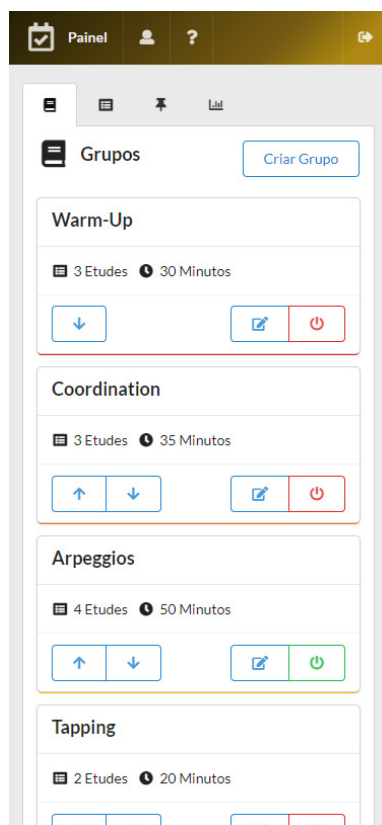 Painel ?
Grupos
Criar Grupo
Warm-Up
3 Etudes 30 Minutos
Coordination
3 Etudes 35 Minutos
Arpeggios
4 Etudes 50 Minutos
Tapping
2 Etudes 20 Minutos